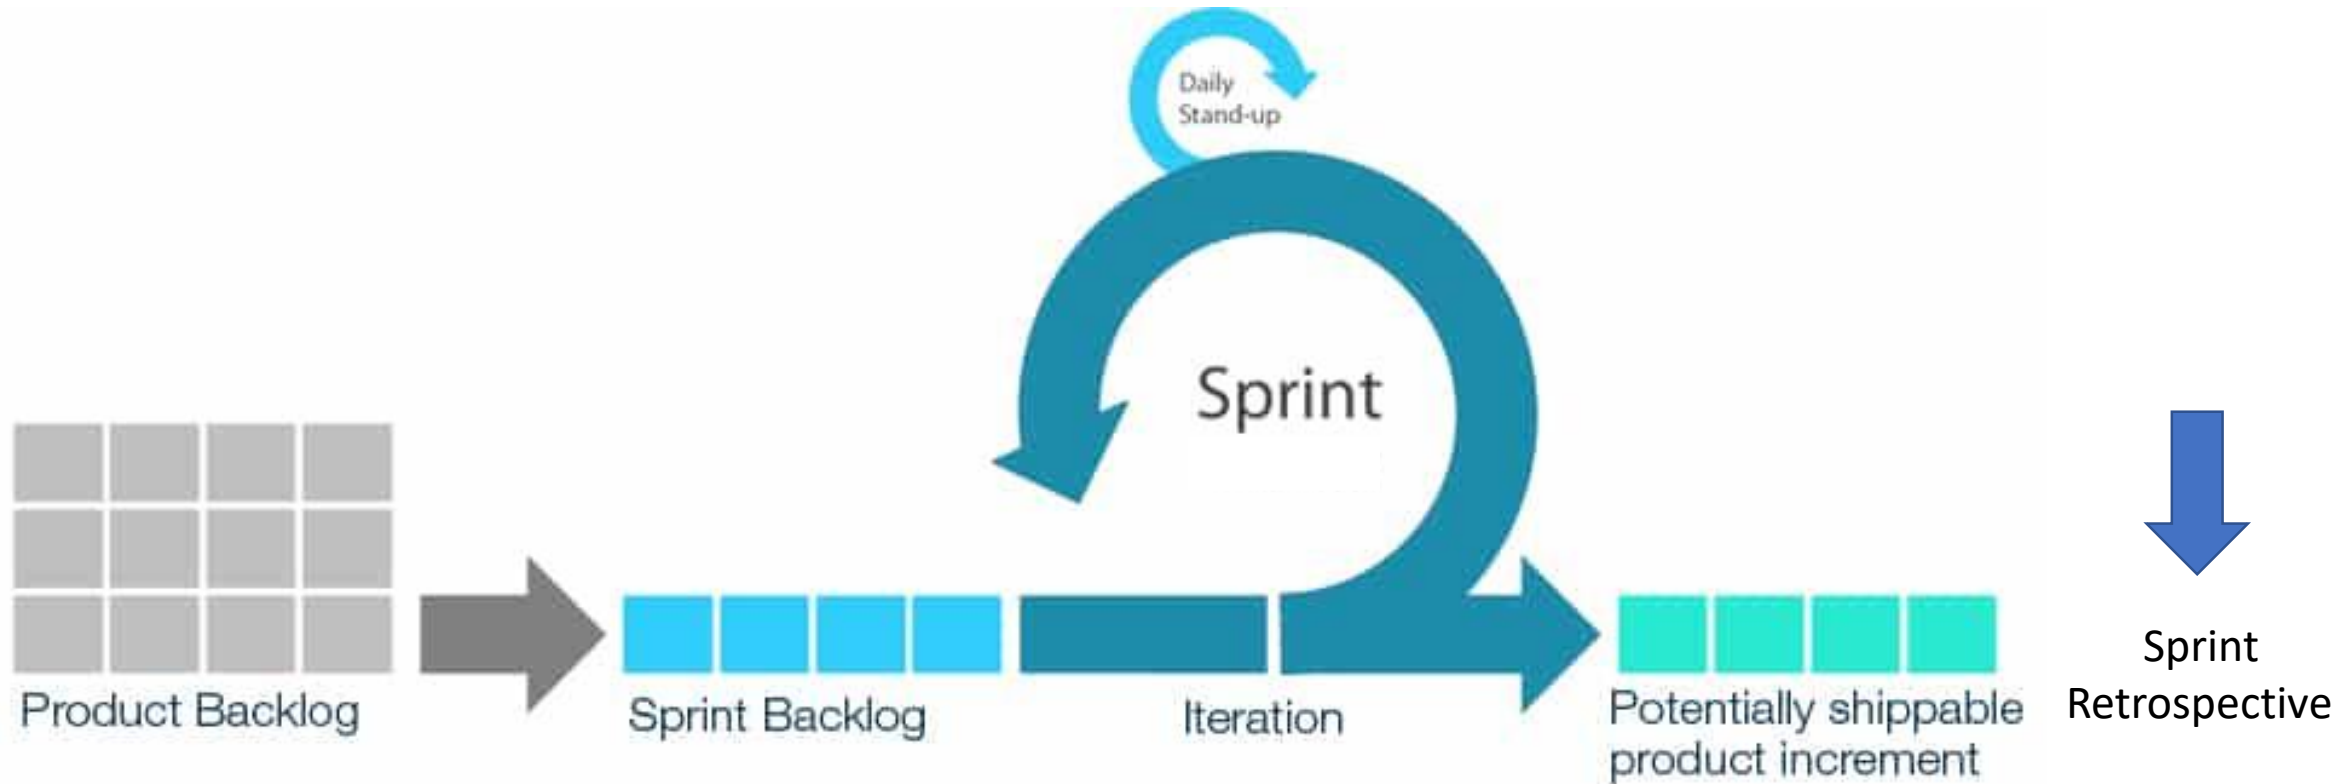 Daily
Stand-up
Sprint
Product Backlog
Sprint Backlog
Iteration
Potentially shippable
product increment
Sprint
Retrospective